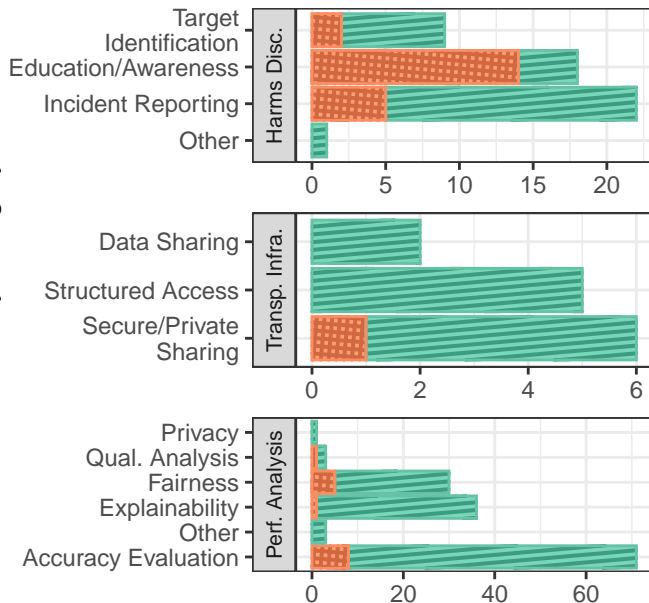 Target
Identification
Education/Awareness
Incident Reporting
Other
Harms Disc.
0 5 10 15 20
Data Sharing
Structured Access
Secure/Private
Sharing
Transp. Infra.
0 2 4 6
Privacy
Qual. Analysis
Fairness
Explainability
Other
Accuracy Evaluation
Perf. Analysis
0 20 40 60